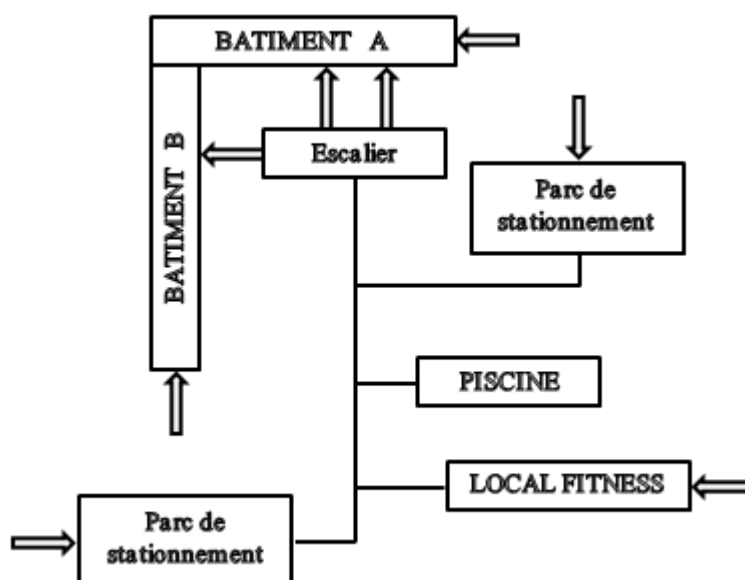 BATIMENT A
BATIMENT B
Escalier
Parc de
stationnement
PISCINE
LOCAL FITNESS
Parc de
stationnement